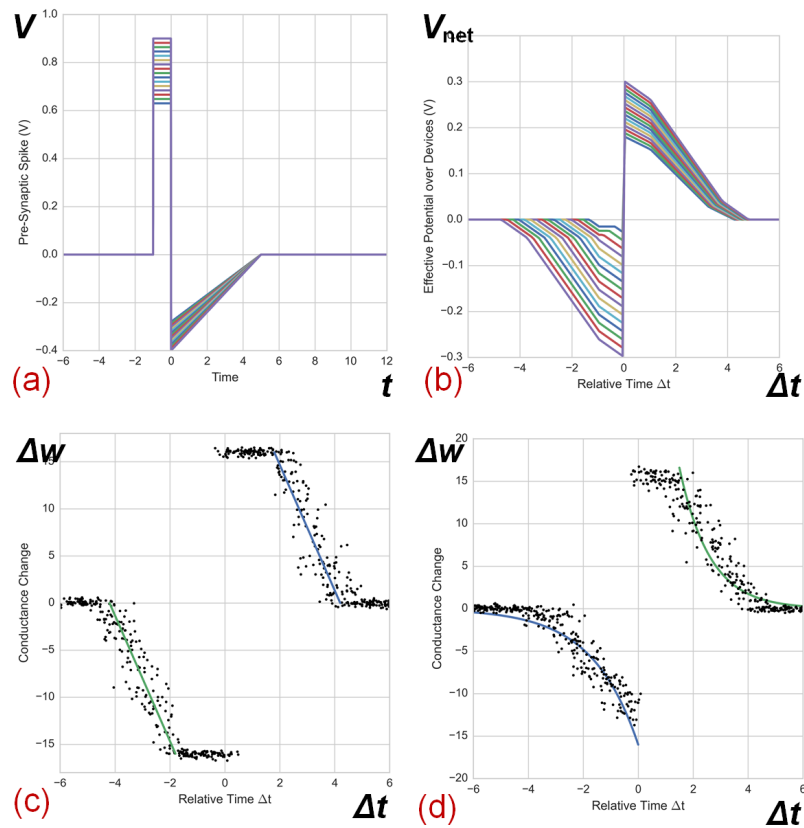 V
1.0
0.8
0.6
0.4
0.2
0.0
−0.2
−0.4
Pre-Synaptic Spike (V)
−6 −4 −2 0 2 4 6 8 10 12
Time
(a)
t
Vnet
0.3
0.2
0.1
0.0
−0.1
−0.2
−0.3
Effective Potential over Devices (V)
−6 −4 −2 0 2 4 6
Relative Time Δt
(b)
Δt
Δw
15
10
5
0
−5
−10
−15
Conductance Change
−6 −4 −2 0 2 4 6
Relative Time Δt
(c)
Δt
Δw
20
15
10
5
0
−5
−10
−15
−20
Conductance Change
−6 −4 −2 0 2 4 6
Relative Time Δt
(d)
Δt